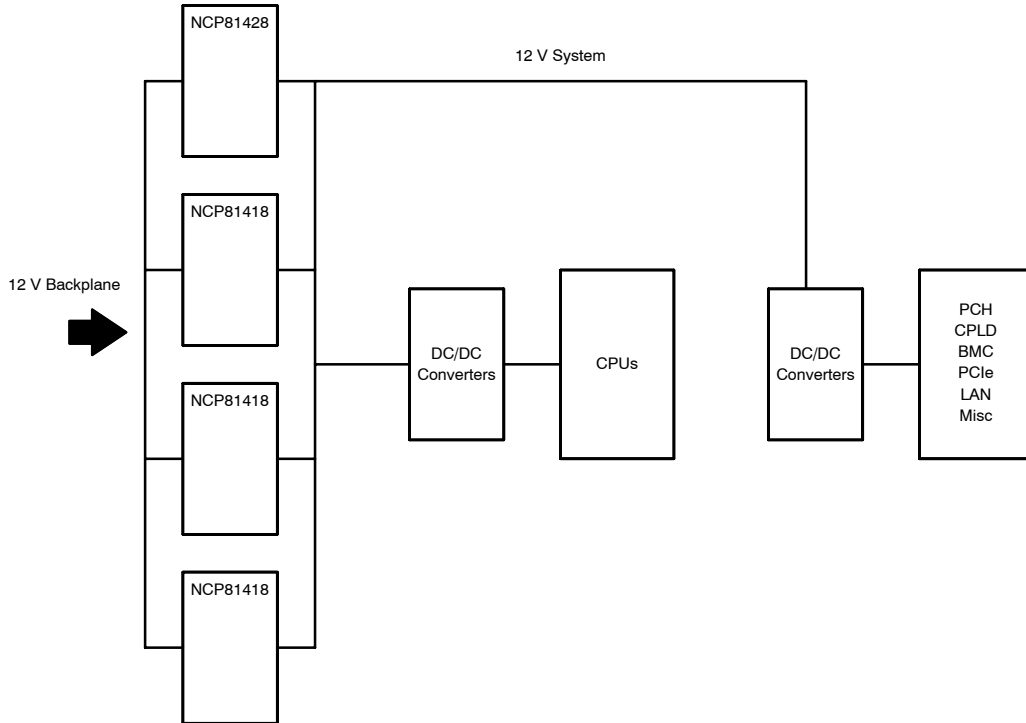 NCP81428
12 V System
NCP81418
12 V Backplane
NCP81418
NCP81418
DC/DC
Converters
CPUs
DC/DC
Converters
PCH
CPLD
BMC
PCIe
LAN
Misc